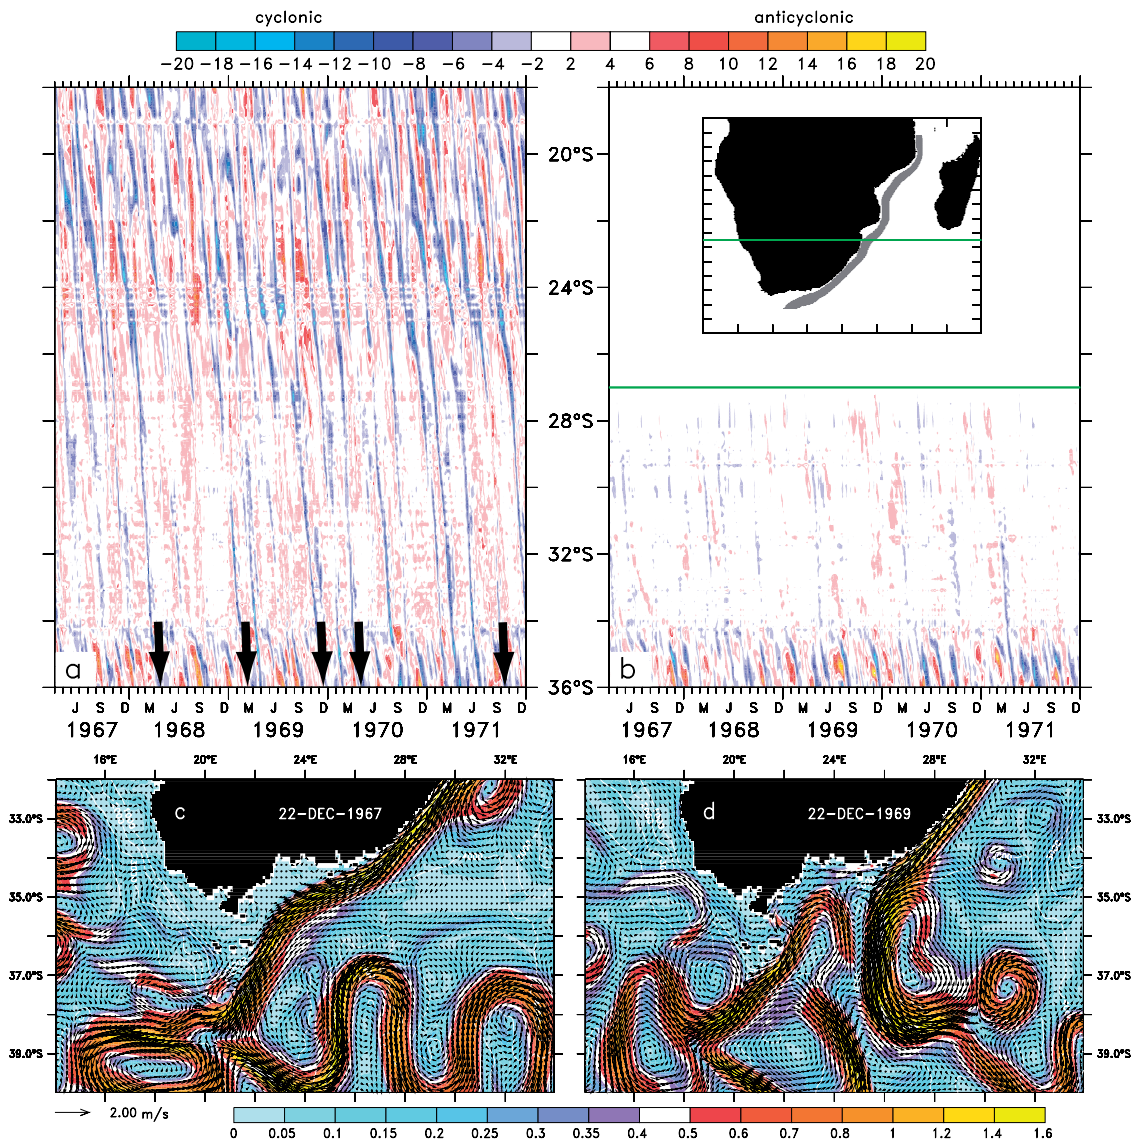 cyclonic anticyclonic
-20 -18 -16 -14 -12 -10 -8 -6 -4 -2 2 4 6 8 10 12 14 16 18 20
20°S
24°S
28°S
32°S
36°S
a b
J S D M J S D M J S D M J S D M J S D
J S D M J S D M J S D M J S D M J S D
1967 1968 1969 1970 1971 1967 1968 1969 1970 1971
16°E 20°E 24°E 28°E 32°E 16°E 20°E 24°E 28°E 32°E
c 22-DEC-1967 d 22-DEC-1969
33.0°S 33.0°S
35.0°S 35.0°S
37.0°S 37.0°S
39.0°S 39.0°S
2.00 m/s
0 0.05 0.1 0.15 0.2 0.25 0.3 0.35 0.4 0.5 0.6 0.7 0.8 1 1.2 1.4 1.6